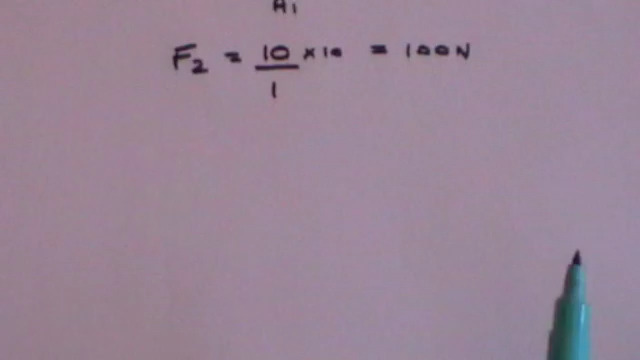 A1
F2 = 10/1 × 10 = 100N